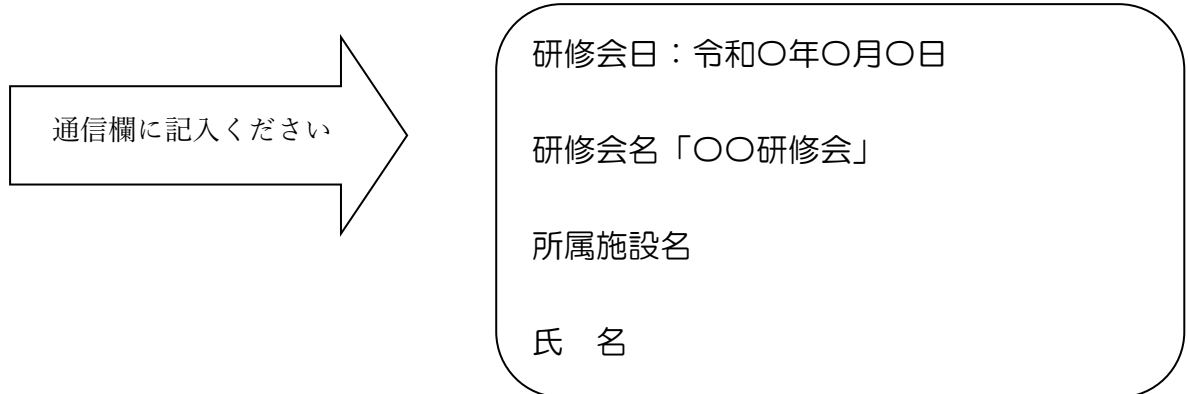 通信欄に記入ください
研修会日：令和〇年〇月〇日
研修会名「〇〇研修会」
所属施設名
氏　名